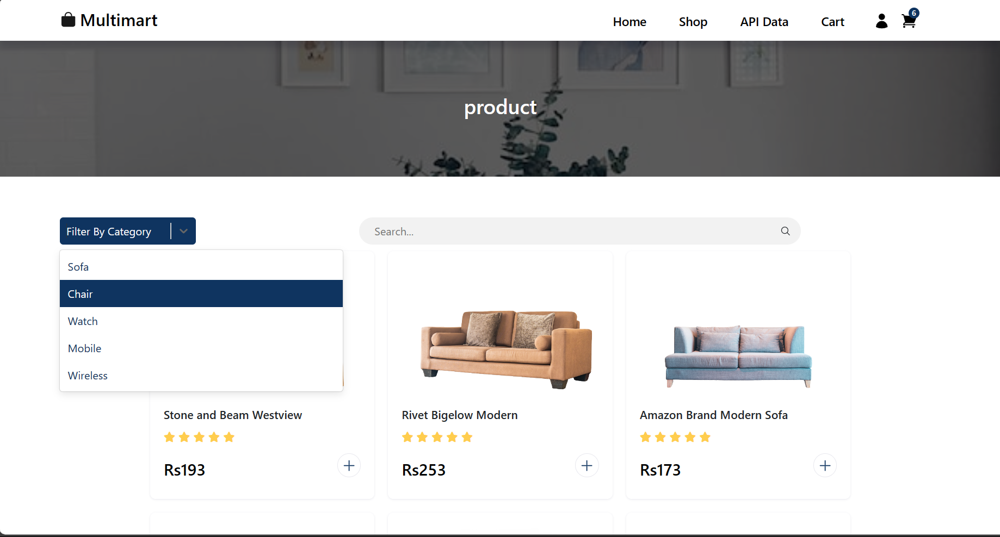 Multimart
Home Shop API Data Cart 6
product
Filter By Category
Search...
Sofa
Chair
Watch
Mobile
Wireless
Stone and Beam Westview
Rs193
Rivet Bigelow Modern
Rs253
Amazon Brand Modern Sofa
Rs173